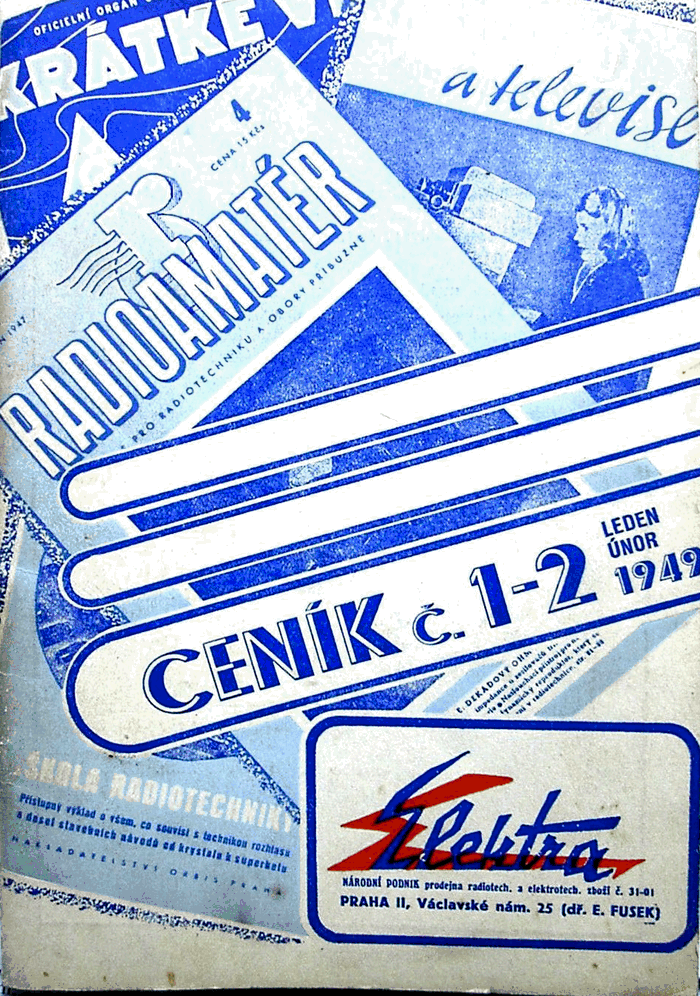 OFICIELNÍ ORGAN
KRÁTKÉ V
a televise
4
CENA 15 Kčs
R
RADIOAMATÉR
N 1947
PRO RADIOTECHNIKU A OBORY PŘÍBUZNÉ
CENÍK č. 1-2
LEDEN
ÚNOR
1949
E. DEKADOVÝ OHM
ŠKOLA RADIOTECHNIKY
Přístupný výklad o všem, co souvisí s technikou rozhlasu
a deset stavebních návodů od krystalu k superhetu
NAKLADATELSTVÍ ORBIS PRAHA
Elektra
NÁRODNÍ PODNIK prodejna radiotech. a elektrotech. zboží č. 31-01
PRAHA II, Václavské nám. 25 (dř. E. FUSEK)